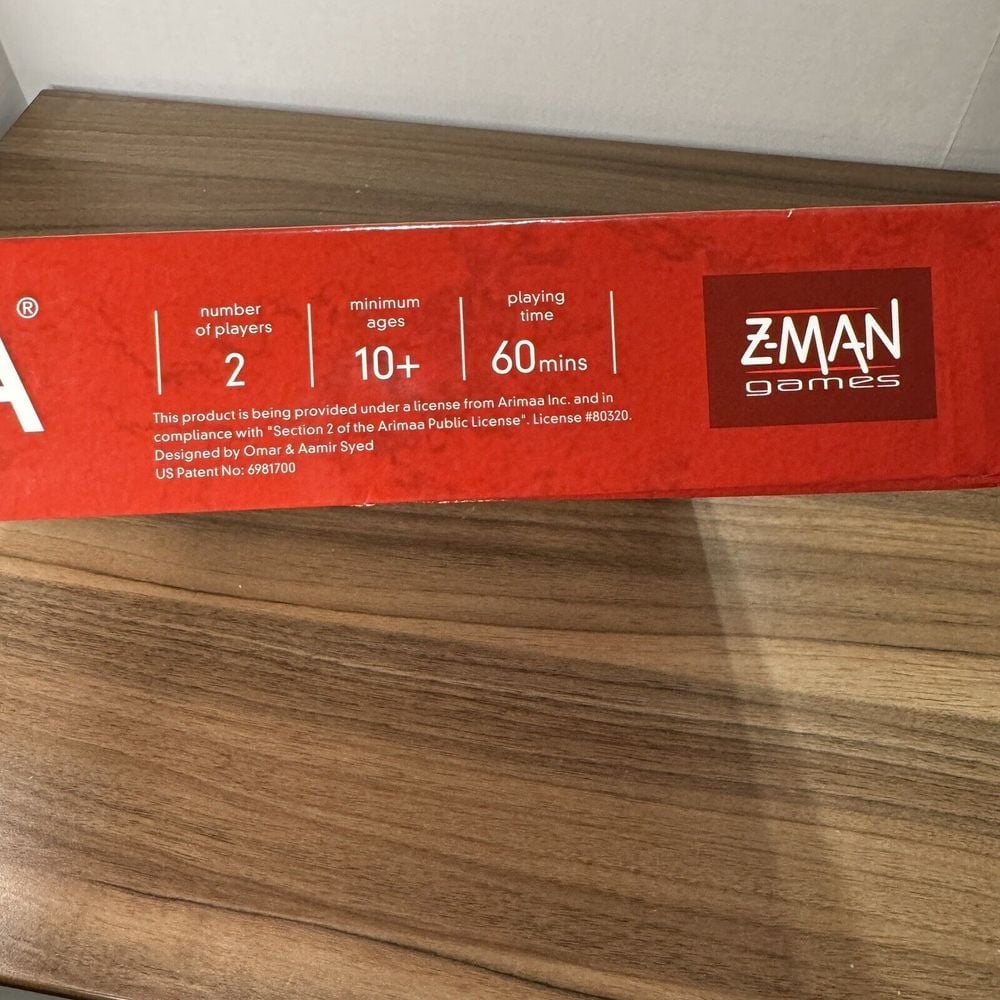 A®
number
of players
2
minimum
ages
10+
playing
time
60 mins
This product is being provided under a license from Arimaa Inc. and in
compliance with "Section 2 of the Arimaa Public License". License #80320.
Designed by Omar & Aamir Syed
US Patent No: 6981700
Z-MAN
games